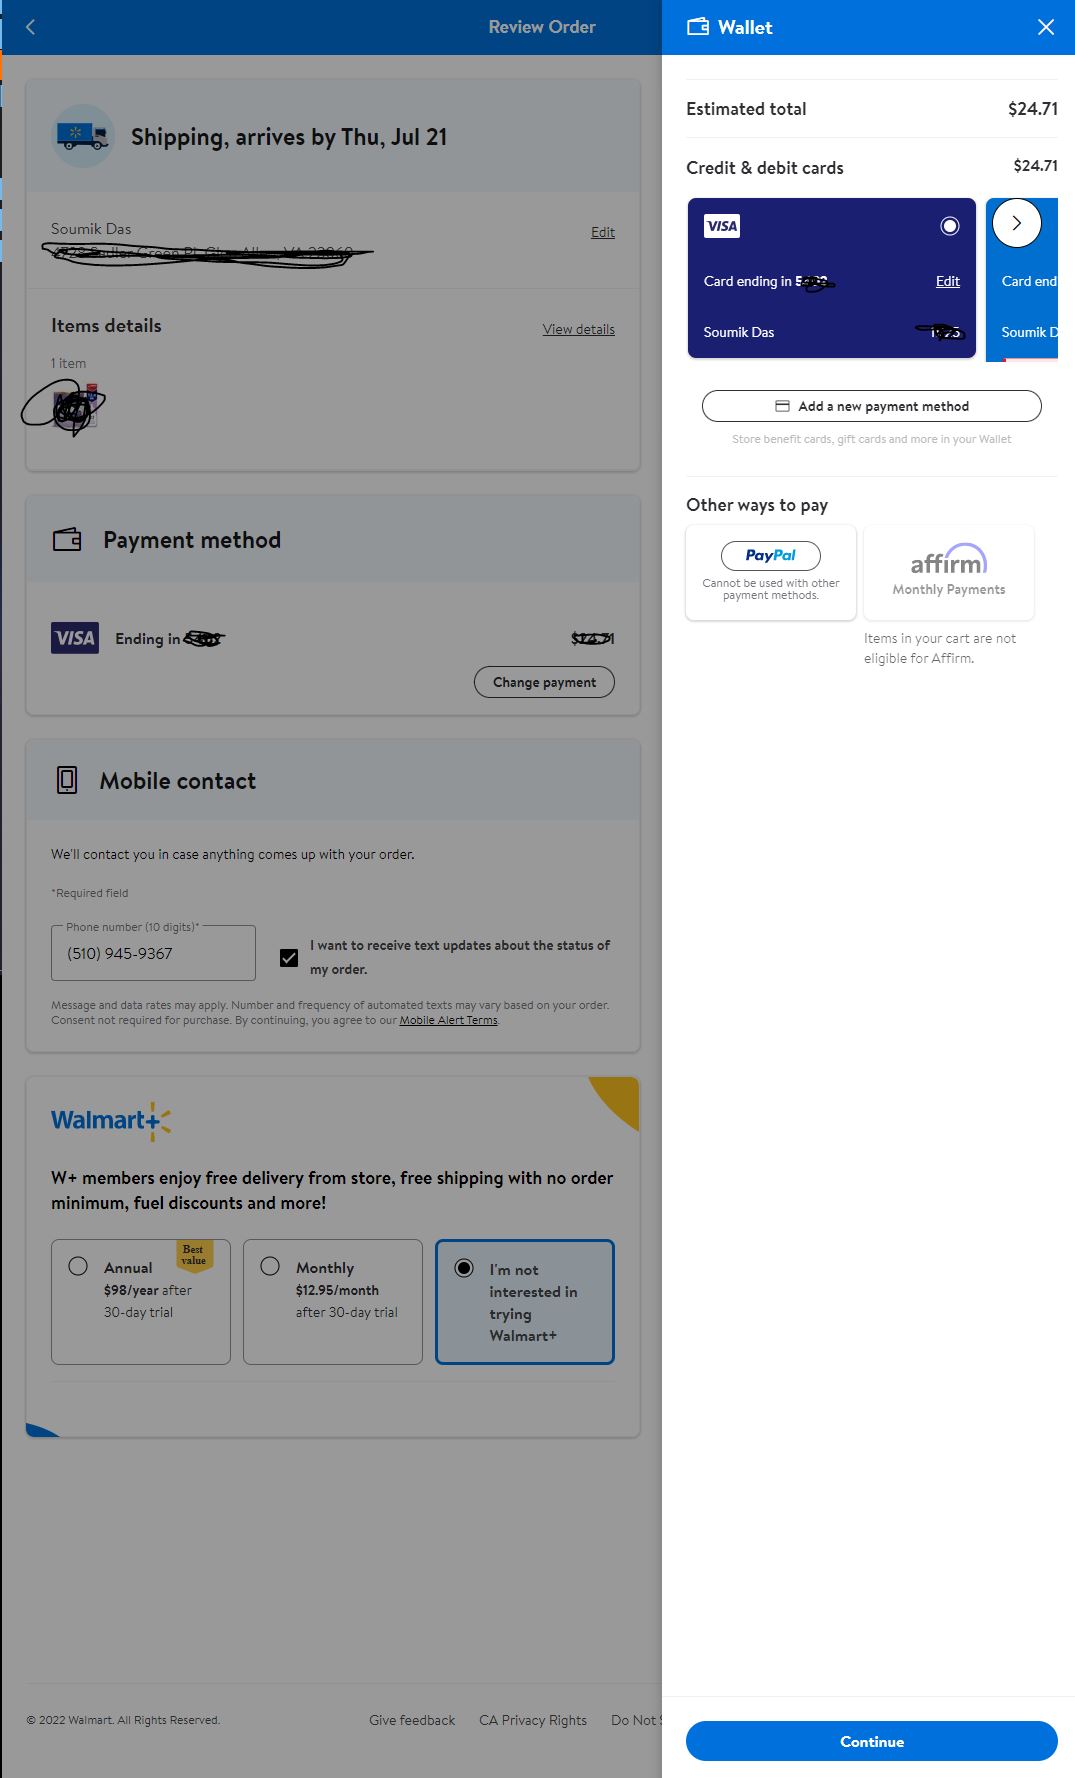 Review Order
Shipping, arrives by Thu, Jul 21
Soumik Das
Edit
Items details
View details
1 item
Payment method
VISA
Ending in
Change payment
Mobile contact
We'll contact you in case anything comes up with your order.
*Required field
Phone number (10 digits)*
(510) 945-9367
I want to receive text updates about the status of
my order.
Message and data rates may apply. Number and frequency of automated texts may vary based on your order.
Consent not required for purchase. By continuing, you agree to our Mobile Alert Terms.
Walmart+
W+ members enjoy free delivery from store, free shipping with no order
minimum, fuel discounts and more!
Best
value
Annual
$98/year after
30-day trial
Monthly
$12.95/month
after 30-day trial
I'm not
interested in
trying
Walmart+
© 2022 Walmart. All Rights Reserved.
Give feedback
CA Privacy Rights
Do Not
Wallet
Estimated total
$24.71
Credit & debit cards
$24.71
VISA
Card ending in
Edit
Soumik Das
Card end
Soumik D
Add a new payment method
Store benefit cards, gift cards and more in your Wallet
Other ways to pay
PayPal
Cannot be used with other
payment methods.
affirm
Monthly Payments
Items in your cart are not
eligible for Affirm.
Continue